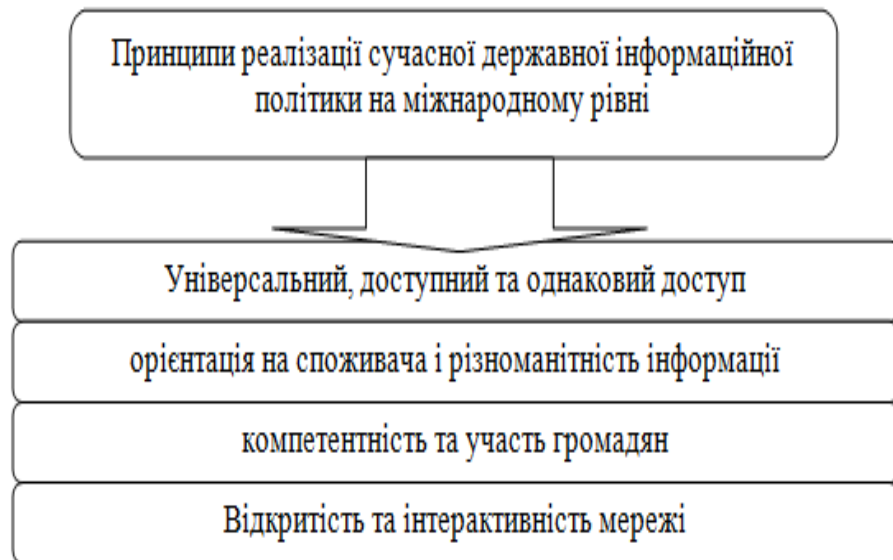 Принципи реалізації сучасної державної інформаційної
політики на міжнародному рівні
Універсальний, доступний та однаковий доступ
орієнтація на споживача і різноманітність інформації
компетентність та участь громадян
Відкритість та інтерактивність мережі